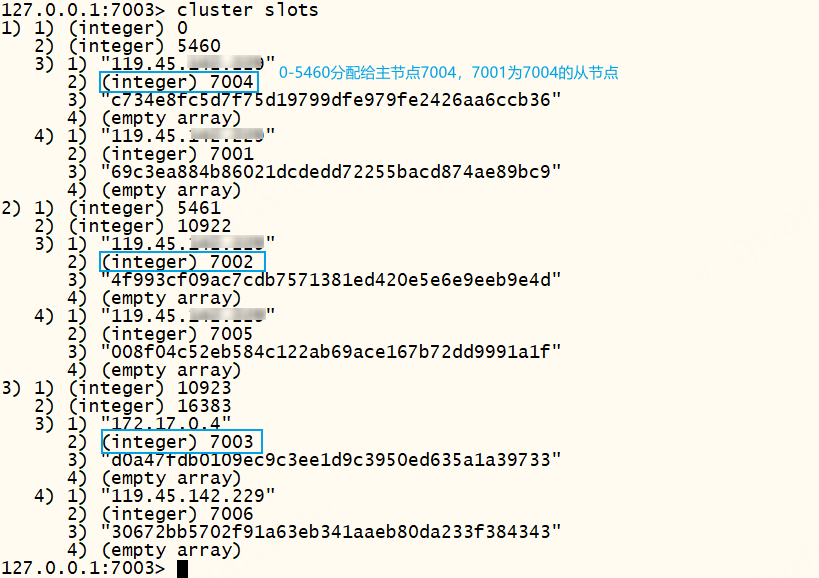 127.0.0.1:7003> cluster slots
1) 1) (integer) 0
2) (integer) 5460
3) 1) "119.45.
2) (integer) 7004
0-5460分配给主节点7004，7001为7004的从节点
3) "c734e8fc5d7f75d19799dfe979fe2426aa6ccb36"
4) (empty array)
4) 1) "119.45.
2) (integer) 7001
3) "69c3ea884b86021dcdedd72255bacd874ae89bc9"
4) (empty array)
2) 1) (integer) 5461
2) (integer) 10922
3) 1) "119.45.
2) (integer) 7002
3) "4f993cf09ac7cdb7571381ed420e5e6e9eeb9e4d"
4) (empty array)
4) 1) "119.45.
2) (integer) 7005
3) "008f04c52eb584c122ab69ace167b72dd9991a1f"
4) (empty array)
3) 1) (integer) 10923
2) (integer) 16383
3) 1) "172.17.0.4"
2) (integer) 7003
3) "d0a47fdb0109ec9c3ee1d9c3950ed635a1a39733"
4) (empty array)
4) 1) "119.45.142.229"
2) (integer) 7006
3) "30672bb5702f91a63eb341aaeb80da233f384343"
4) (empty array)
127.0.0.1:7003>